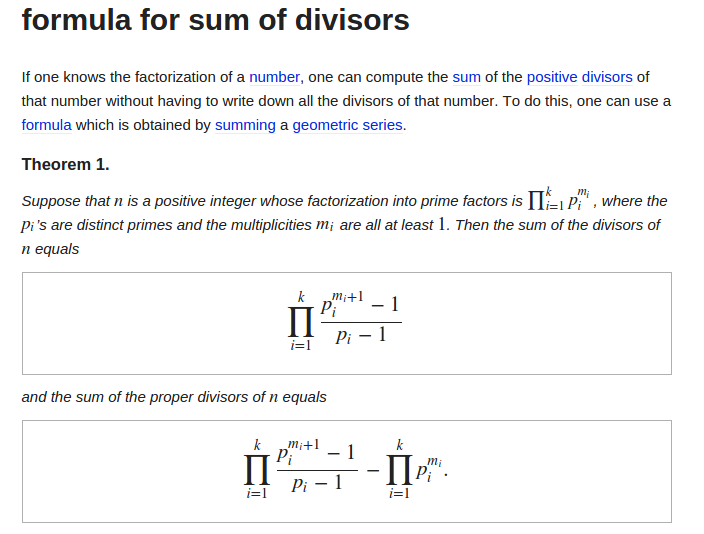 formula for sum of divisors
If one knows the factorization of a number, one can compute the sum of the positive divisors of
that number without having to write down all the divisors of that number. To do this, one can use a
formula which is obtained by summing a geometric series.
Theorem 1.
Suppose that n is a positive integer whose factorization into prime factors is ∏_{i=1}^{k} p_i^{m_i} , where the
p_i's are distinct primes and the multiplicities m_i are all at least 1. Then the sum of the divisors of
n equals
∏_{i=1}^{k} \frac{p_i^{m_i+1} − 1}{p_i − 1}
and the sum of the proper divisors of n equals
∏_{i=1}^{k} \frac{p_i^{m_i+1} − 1}{p_i − 1} − ∏_{i=1}^{k} p_i^{m_i}.